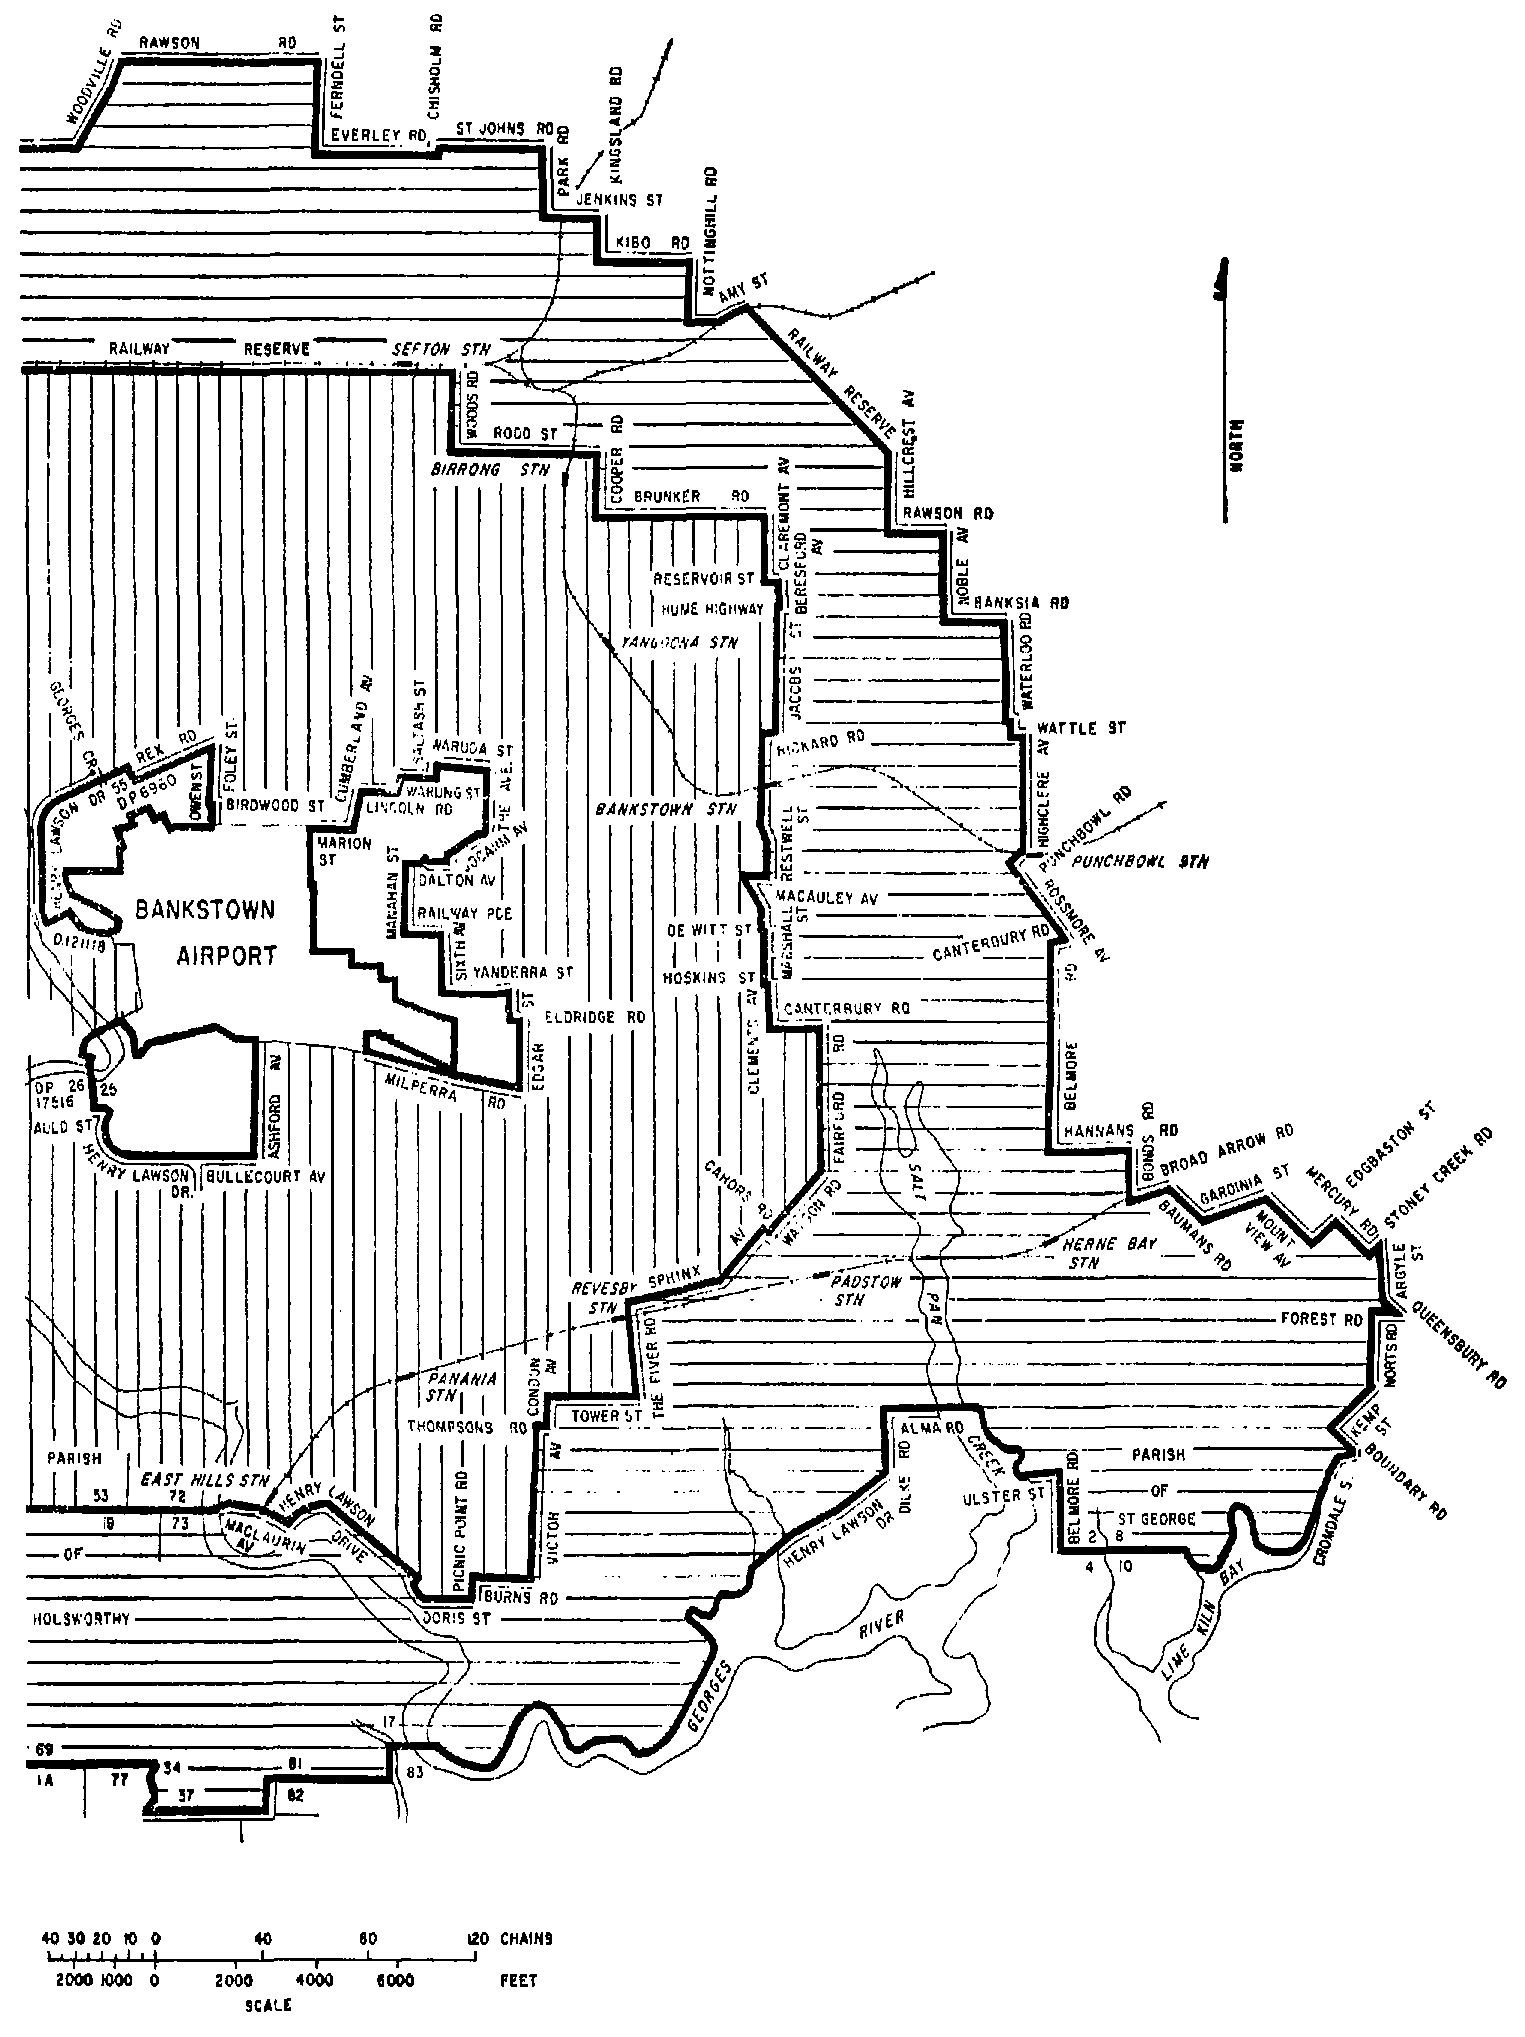 WOODVILLE RD
RAWSON RD
FERNDELL ST
CHISHOLM RD
EVERLEY RD
ST JOHNS RD
PARK RD
KINGSLAND RD
JENKINS ST
KIBO RD
NOTTINGHILL RD
AMY ST
RAILWAY RESERVE
RAILWAY RESERVE
SEFTON STN
WOODS RD
RODD ST
BIRRONG STN
COOPER RD
BRUNKER RD
CLAREMONT AV
HILLCREST AV
RAWSON RD
NOBLE AV
BANKSIA RD
BERESFORD AV
RESERVOIR ST
HUME HIGHWAY
JACOBS ST
WATERLOO RD
WATTLE ST
RICKARD RD
HIGHCLERE AV
PUNCHBOWL RD
PUNCHBOWL STN
BANKSTOWN STN
RESTWELL ST
MACAULEY AV
ROSSMORE AV
CANTERBURY RD
DE WITT ST
MARSHALL ST
HOSKINS ST
CANTERBURY RD
CLEMENTS AV
NORTH
GEORGES CR
REX RD
FOLEY ST
OWEN ST
DP 6960
LAWSON DR 55
BIRDWOOD ST
CUMBERLAND AV
SALTASH ST
WARUDA ST
WARUNG ST
LINCOLN RD
THE AVE
MARION ST
MANAHAN ST
DALTON AV
RAILWAY PDE
SIXTH AV
YANDERRA ST
BANKSTOWN
AIRPORT
ELDRIDGE RD
EDGAR ST
MILPERRA RD
ASHFORD AV
DP 26 25
17516
AULD ST
HENRY LAWSON DR.
BULLECOURT AV
FAIRFORD RD
BELMORE RD
HANNANS RD
BONDS RD
BROAD ARROW RD
GARDINIA ST
BAUMANS RD
MOUNT VIEW AV
MERCURY RD
EDGBASTON ST
STONEY CREEK RD
ARGYLE ST
QUEENSBURY RD
FOREST RD
NORTS RD
KEMP ST
BOUNDARY RD
CROMDALE S
CAHORS RD
WATSON RD
SPHINX AV
REVESBY STN
PADSTOW STN
HERNE BAY STN
SALT PAN CREEK
THE RIVER RD
TOWER ST
CONDON AV
PANANIA STN
THOMPSONS RD
VICTOR AV
PICNIC POINT RD
BURNS RD
DORIS ST
ALMA RD
DILKE RD
ULSTER ST
BELMORE RD
HENRY LAWSON DR
PARISH
OF
ST GEORGE
2 8
4 10
LIME KILN BAY
GEORGES RIVER
EAST HILLS STN
HENRY LAWSON DRIVE
MACLAURIN AV
PARISH
53 72
19 73
OF
HOLSWORTHY
17
69
1A 77
34 81
37 82
83
40 30 20 10 0 40 80 120 CHAINS
2000 1000 0 2000 4000 6000 FEET
SCALE